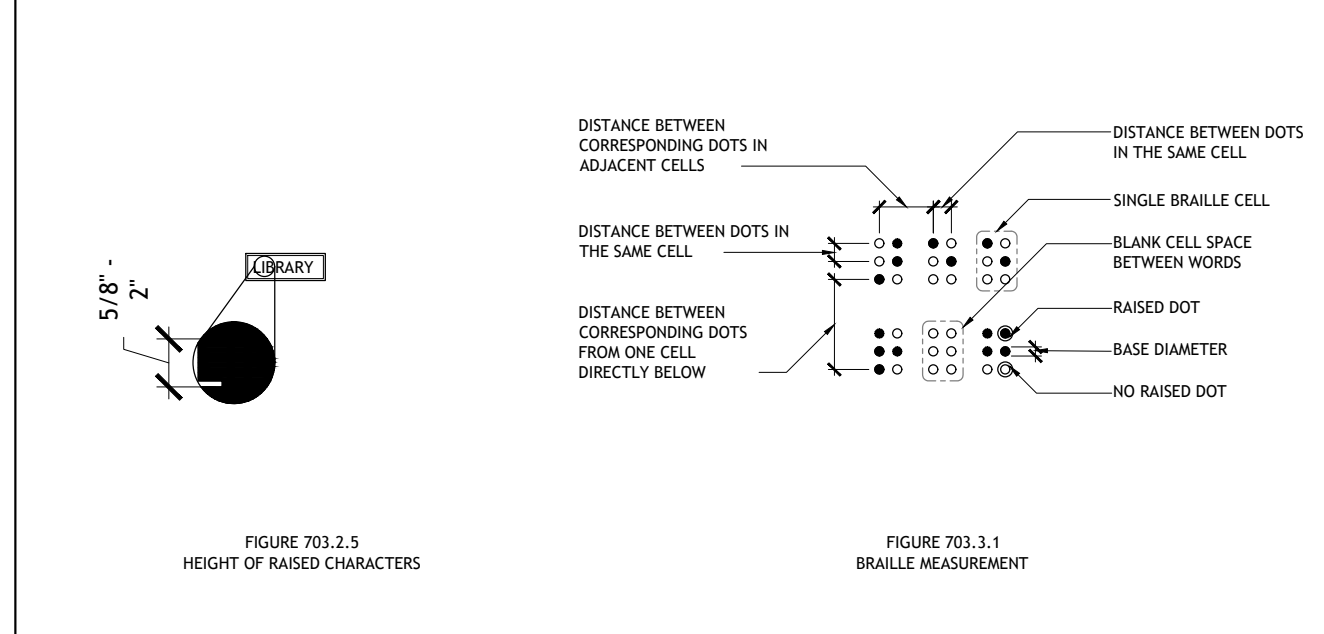 5/8" -
2"
LIBRARY
FIGURE 703.2.5
HEIGHT OF RAISED CHARACTERS
DISTANCE BETWEEN
CORRESPONDING DOTS IN
ADJACENT CELLS
DISTANCE BETWEEN DOTS IN
THE SAME CELL
DISTANCE BETWEEN
CORRESPONDING DOTS
FROM ONE CELL
DIRECTLY BELOW
DISTANCE BETWEEN DOTS
IN THE SAME CELL
SINGLE BRAILLE CELL
BLANK CELL SPACE
BETWEEN WORDS
RAISED DOT
BASE DIAMETER
NO RAISED DOT
FIGURE 703.3.1
BRAILLE MEASUREMENT